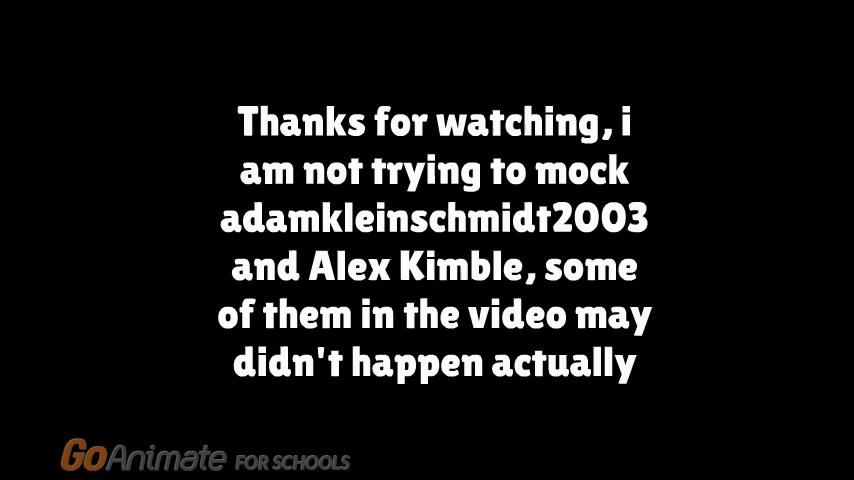 Thanks for watching, i
am not trying to mock
adamkleinschmidt2003
and Alex Kimble, some
of them in the video may
didn't happen actually
GoAnimate FOR SCHOOLS